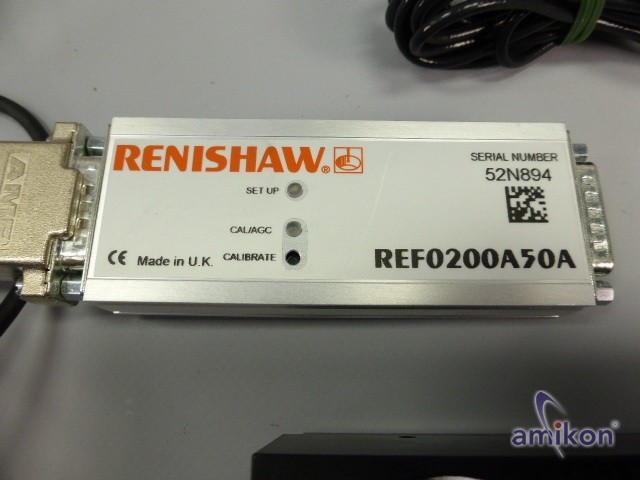 RENISHAW®
SERIAL NUMBER
52N894
SET UP
CAL/AGC
CE Made in U.K.
CALIBRATE
REF0200A50A
AMP
amikon